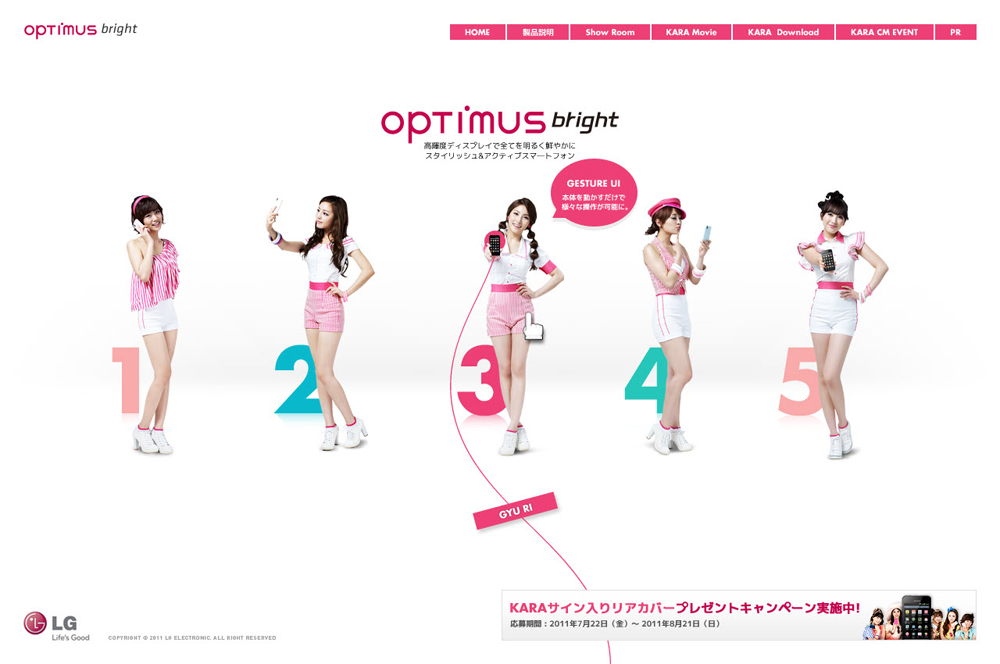 OPTIMUS bright
HOME
製品説明
Show Room
KARA Movie
KARA Download
KARA CM EVENT
PR
OPTIMUS bright
高輝度ディスプレイで全てを明るく鮮やかに
スタイリッシュ&アクティブスマートフォン
GESTURE UI
本体を動かすだけで
様々な操作が可能に。
1
2
3
4
5
GYU RI
KARAサイン入りリアカバープレゼントキャンペーン実施中!
応募期間:2011年7月22日(金)～2011年8月21日(日)
LG
Life's Good
COPYRIGHT © 2011 LG ELECTRONIC. ALL RIGHT RESERVED